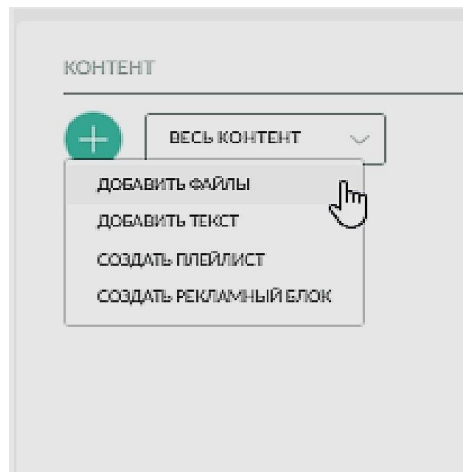 КОНТЕНТ
ВЕСЬ КОНТЕНТ
ДОБАВИТЬ ФАЙЛЫ
ДОБАВИТЬ ТЕКСТ
СОЗДАТЬ ПЛЕЙЛИСТ
СОЗДАТЬ РЕКЛАМНЫЙ БЛОК